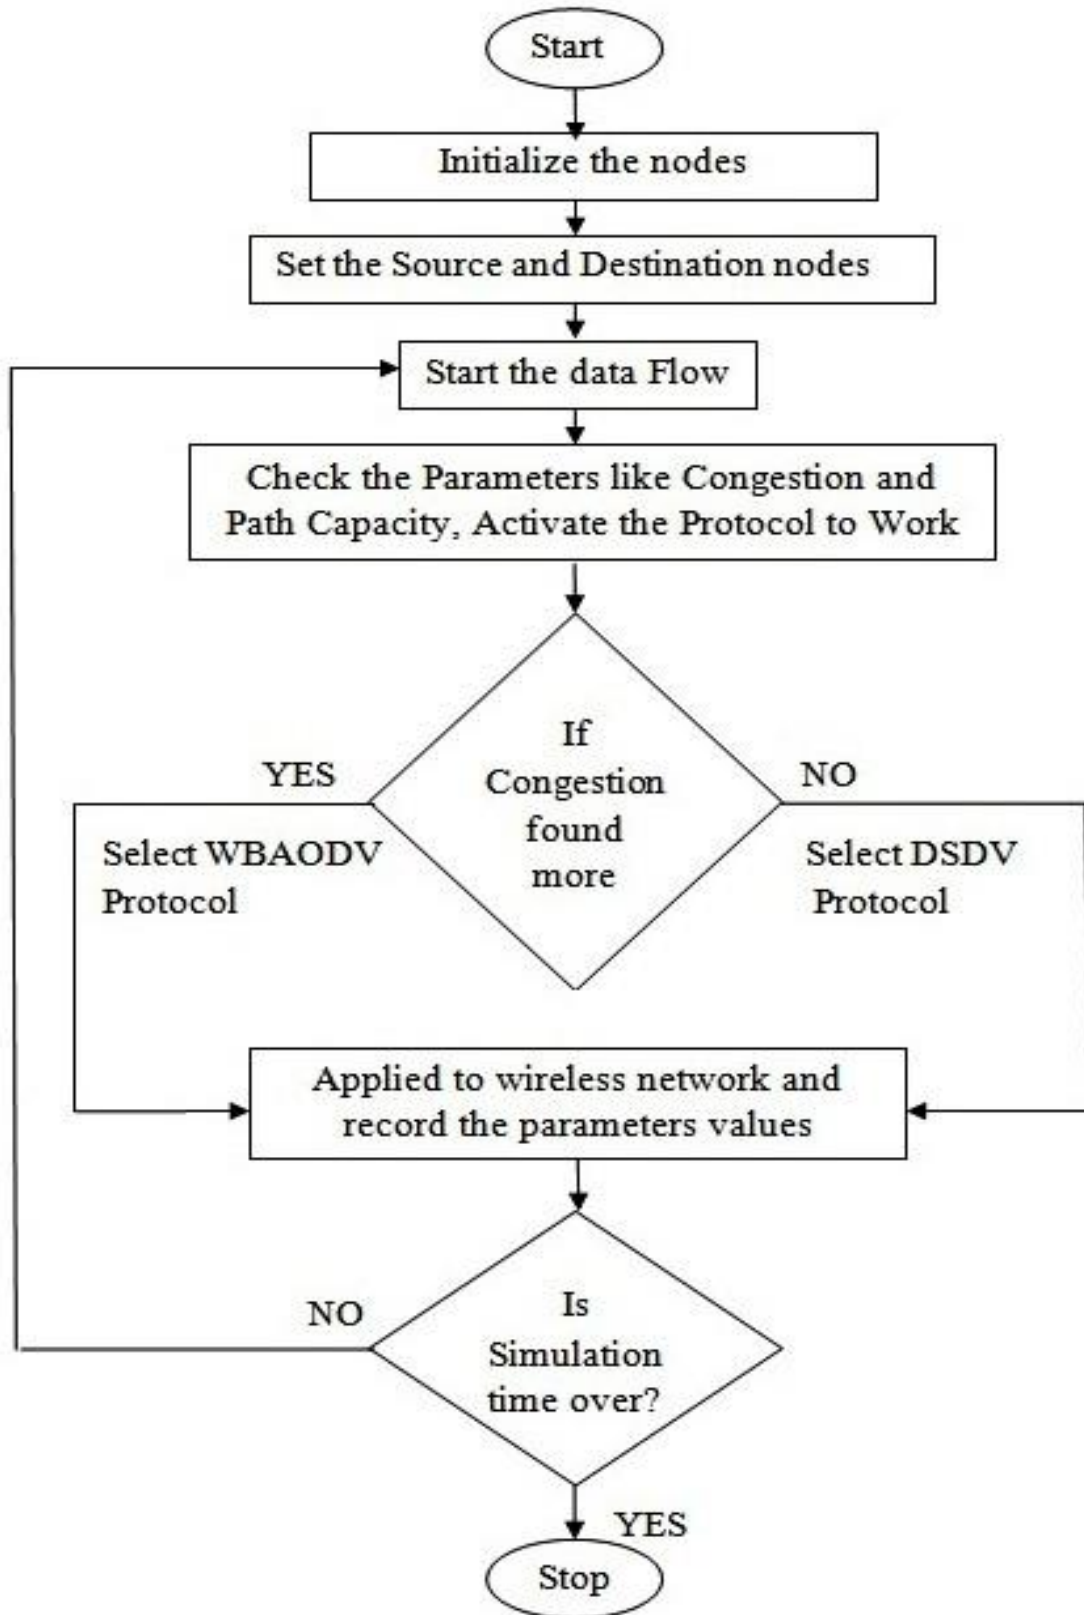 Start
Initialize the nodes
Set the Source and Destination nodes
Start the data Flow
Check the Parameters like Congestion and
Path Capacity, Activate the Protocol to Work
If
Congestion
found
more
YES
Select WBAODV
Protocol
NO
Select DSDV
Protocol
Applied to wireless network and
record the parameters values
Is
Simulation
time over?
NO
YES
Stop